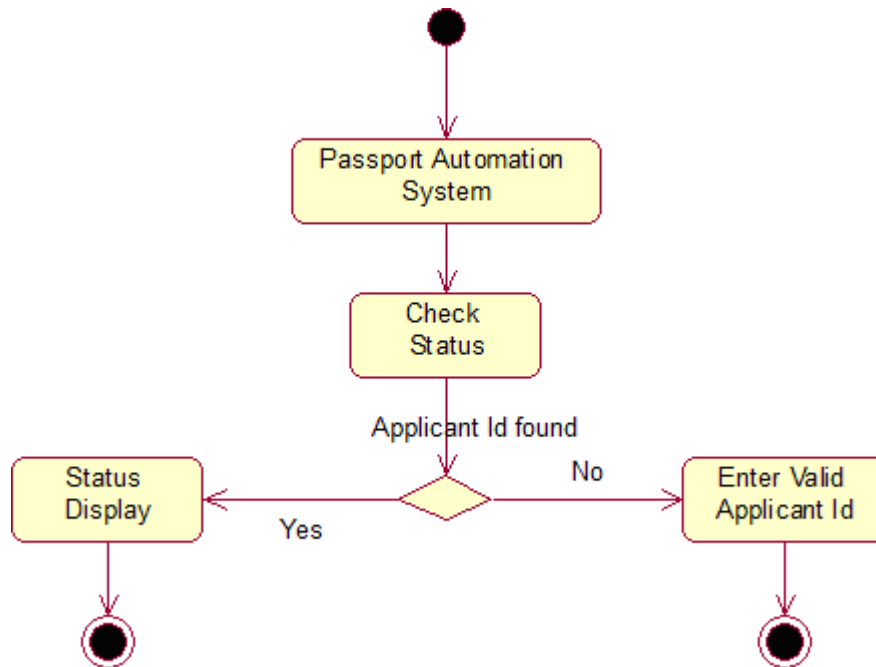 Passport Automation
System
Check
Status
Applicant Id found
Status
Display
Yes
No
Enter Valid
Applicant Id